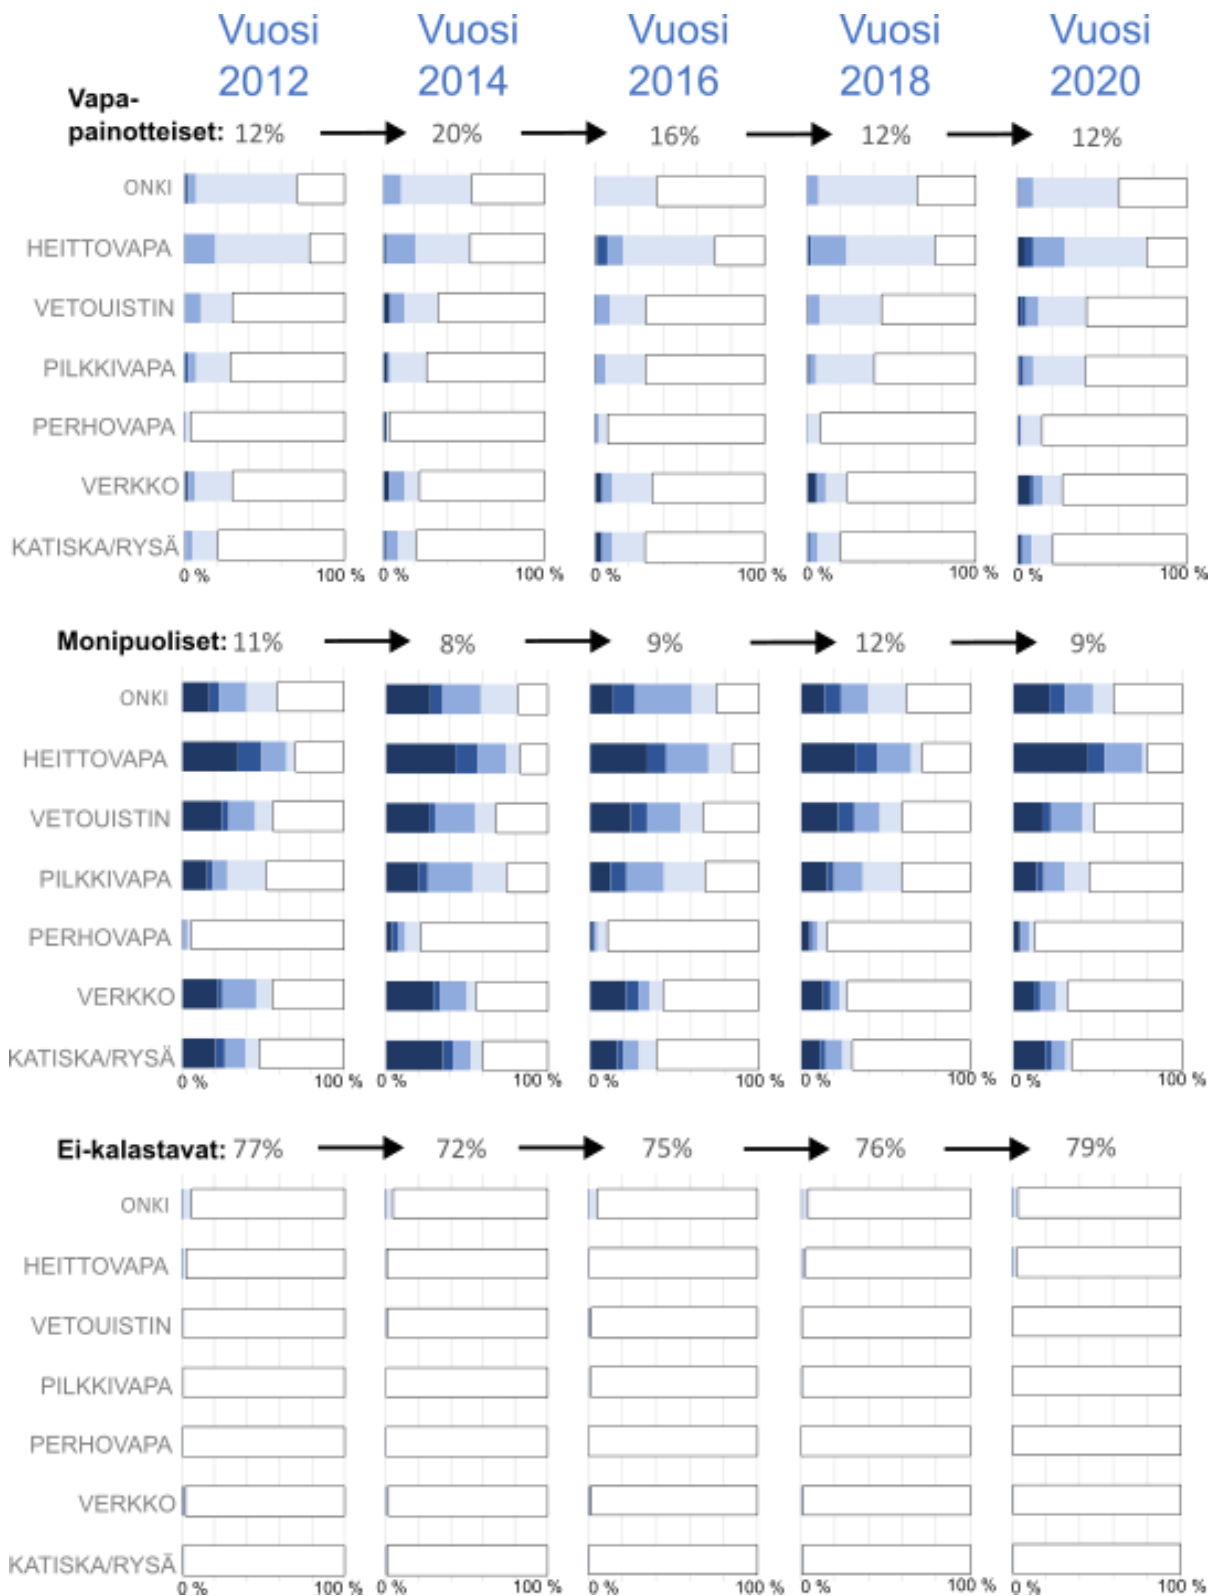 Vuosi Vuosi Vuosi Vuosi Vuosi
2012 2014 2016 2018 2020
Vapa-
painotteiset: 12% 20% 16% 12% 12%
ONKI
HEITTOVAPA
VETOUISTIN
PILKKIVAPA
PERHOVAPA
VERKKO
KATISKA/RYSÄ
0 % 100 % 0 % 100 % 0 % 100 % 0 % 100 % 0 % 100 %
Monipuoliset: 11% 8% 9% 12% 9%
ONKI
HEITTOVAPA
VETOUISTIN
PILKKIVAPA
PERHOVAPA
VERKKO
KATISKA/RYSÄ
0 % 100 % 0 % 100 % 0 % 100 % 0 % 100 % 0 % 100 %
Ei-kalastavat: 77% 72% 75% 76% 79%
ONKI
HEITTOVAPA
VETOUISTIN
PILKKIVAPA
PERHOVAPA
VERKKO
KATISKA/RYSÄ
0 % 100 % 0 % 100 % 0 % 100 % 0 % 100 % 0 % 100 %